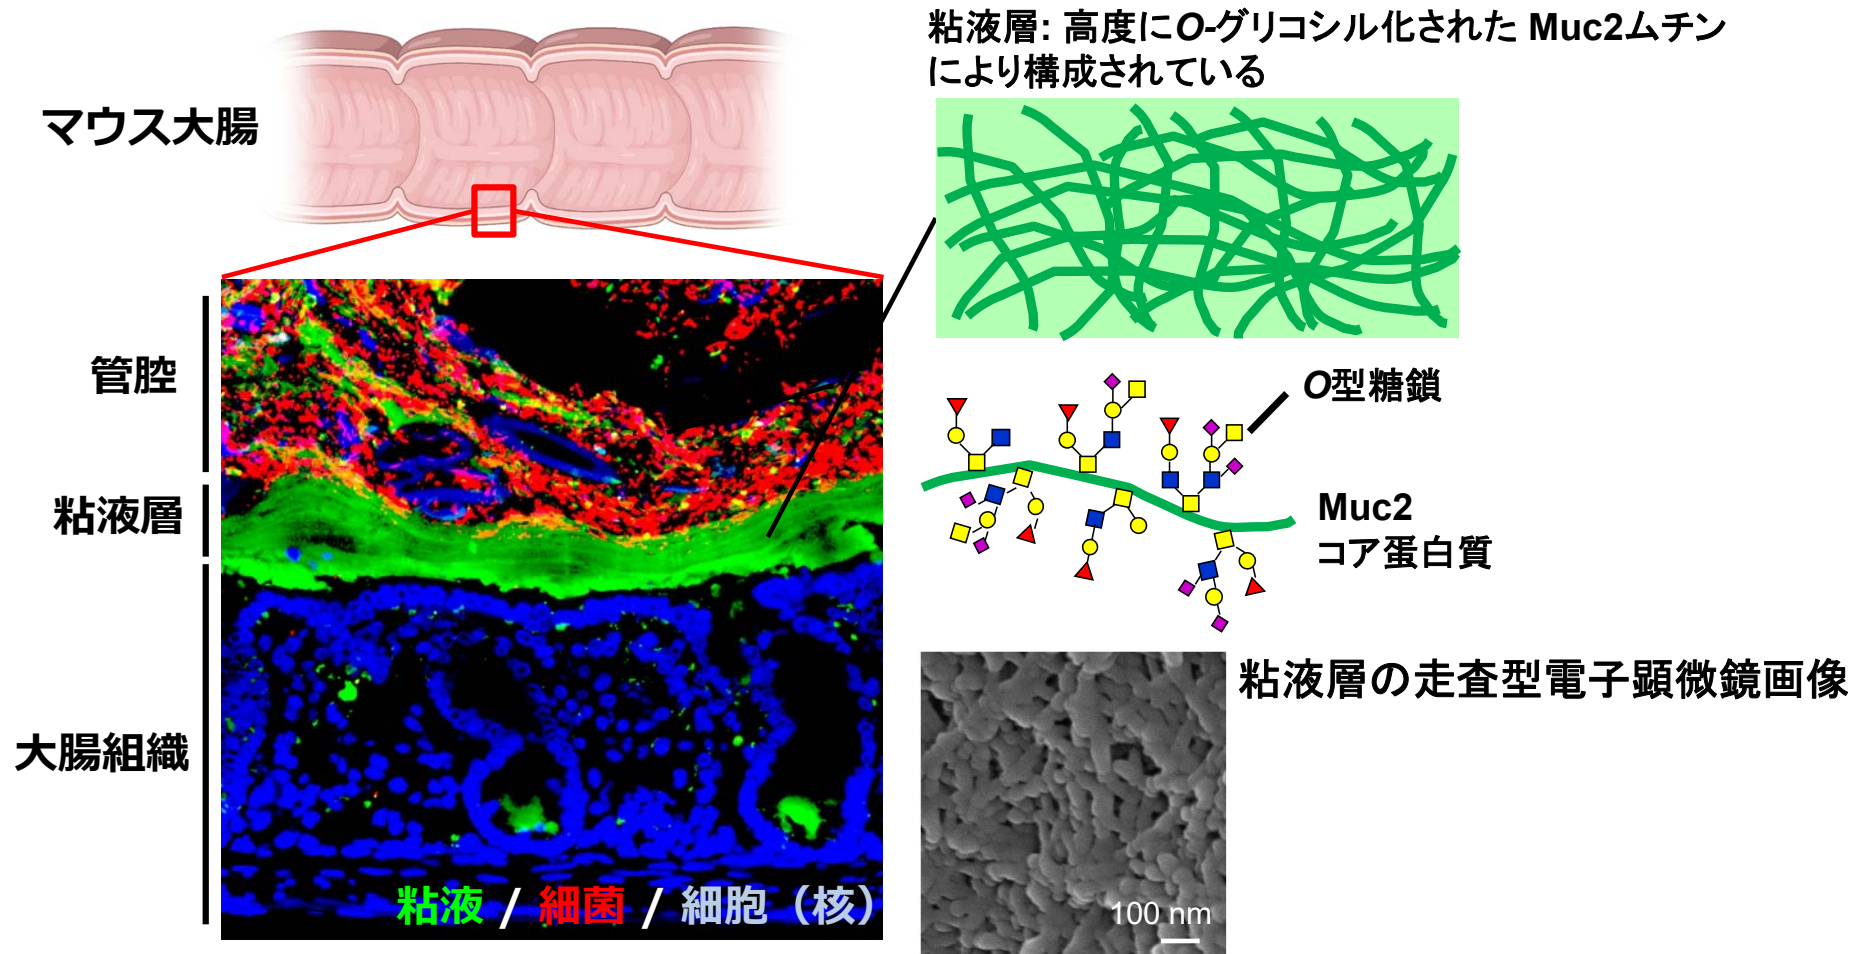 粘液層: 高度にO-グリコシル化された Muc2ムチン
により構成されている
マウス大腸
管腔
粘液層
大腸組織
粘液 / 細菌 / 細胞（核）
O型糖鎖
Muc2
コア蛋白質
粘液層の走査型電子顕微鏡画像
100 nm